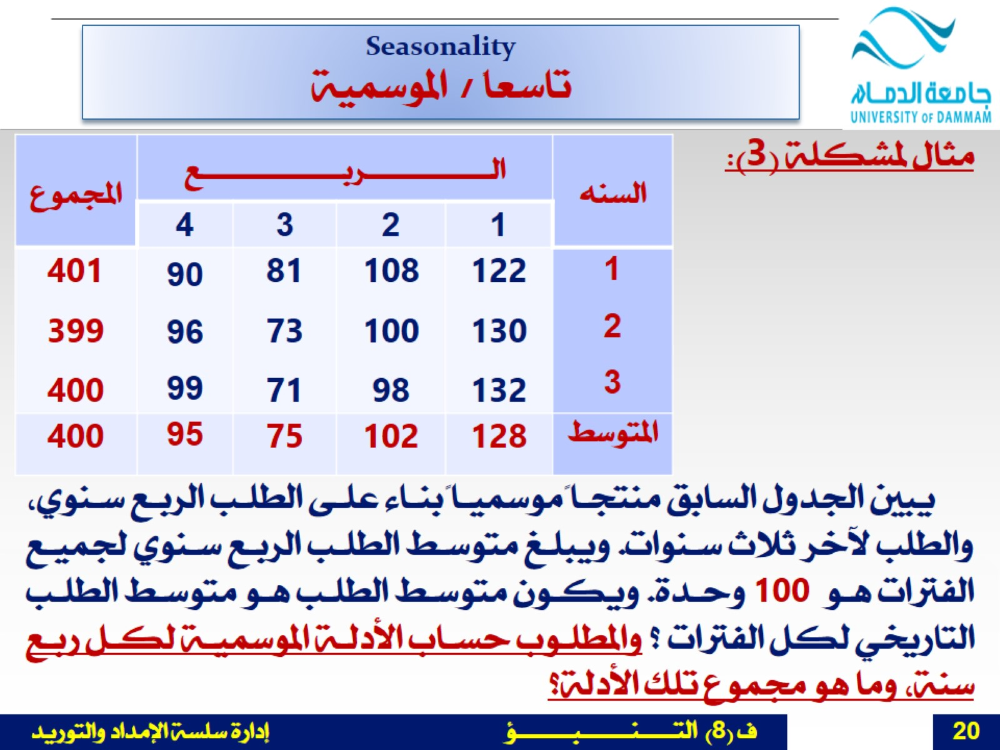 Seasonality
تاسعاً / الموسمية
جامعة الدمام
UNIVERSITY OF DAMMAM
مثال لمشكلة (3):
السنه الـربـع المجموع
1 2 3 4
1 122 108 81 90 401
2 130 100 73 96 399
3 132 98 71 99 400
المتوسط 128 102 75 95 400
يبين الجدول السابق منتجاً موسمياً بناء على الطلب الربع سنوي،
والطلب لآخر ثلاث سنوات. ويبلغ متوسط الطلب الربع سنوي لجميع
الفترات هو 100 وحدة. ويكون متوسط الطلب هو متوسط الطلب
التاريخي لكل الفترات ؟ والمطلوب حساب الأدلة الموسمية لكل ربع
سنة، وما هو مجموع تلك الأدلة؟
20 ف(8) التـنـبـؤ إدارة سلسة الإمداد والتوريد